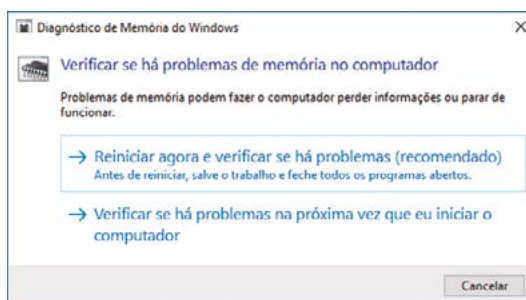 Diagnóstico de Memória do Windows
Verificar se há problemas de memória no computador
Problemas de memória podem fazer o computador perder informações ou parar de
funcionar.
Reiniciar agora e verificar se há problemas (recomendado)
Antes de reiniciar, salve o trabalho e feche todos os programas abertos.
Verificar se há problemas na próxima vez que eu iniciar o
computador
Cancelar